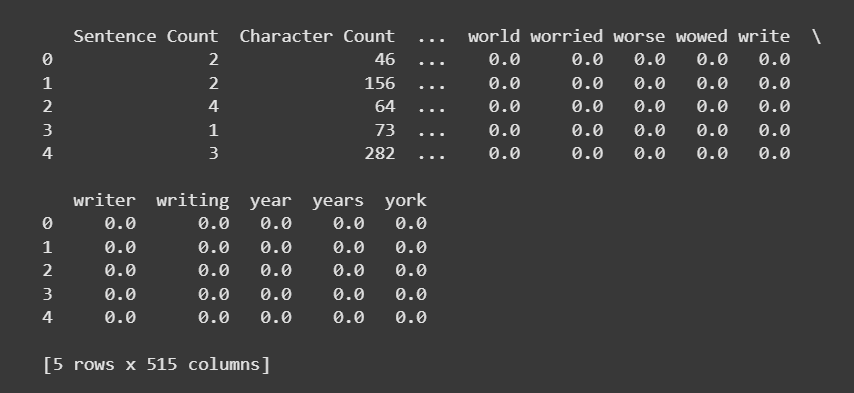 Sentence Count  Character Count  ...  world worried worse wowed write  \
0               2               46  ...    0.0     0.0   0.0   0.0   0.0
1               2              156  ...    0.0     0.0   0.0   0.0   0.0
2               4               64  ...    0.0     0.0   0.0   0.0   0.0
3               1               73  ...    0.0     0.0   0.0   0.0   0.0
4               3              282  ...    0.0     0.0   0.0   0.0   0.0
   writer  writing  year  years  york
0     0.0      0.0   0.0    0.0   0.0
1     0.0      0.0   0.0    0.0   0.0
2     0.0      0.0   0.0    0.0   0.0
3     0.0      0.0   0.0    0.0   0.0
4     0.0      0.0   0.0    0.0   0.0
[5 rows x 515 columns]